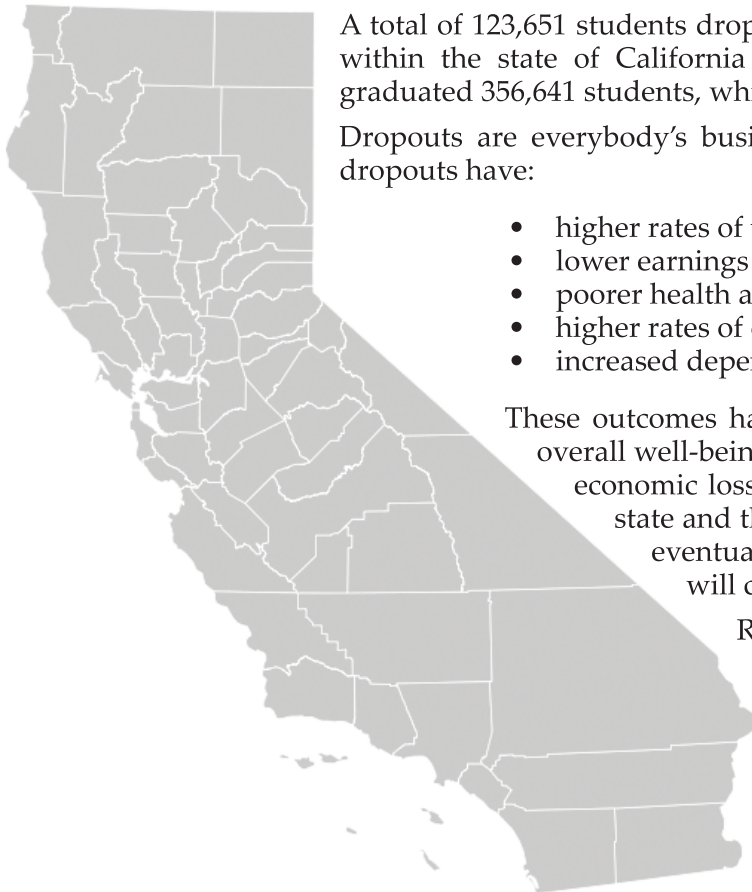 A total of 123,651 students drop
within the state of California
graduated 356,641 students, whi
Dropouts are everybody's busi
dropouts have:
• higher rates of
• lower earnings
• poorer health a
• higher rates of
• increased depe
These outcomes ha
overall well-bein
economic loss
state and th
eventua
will c
R